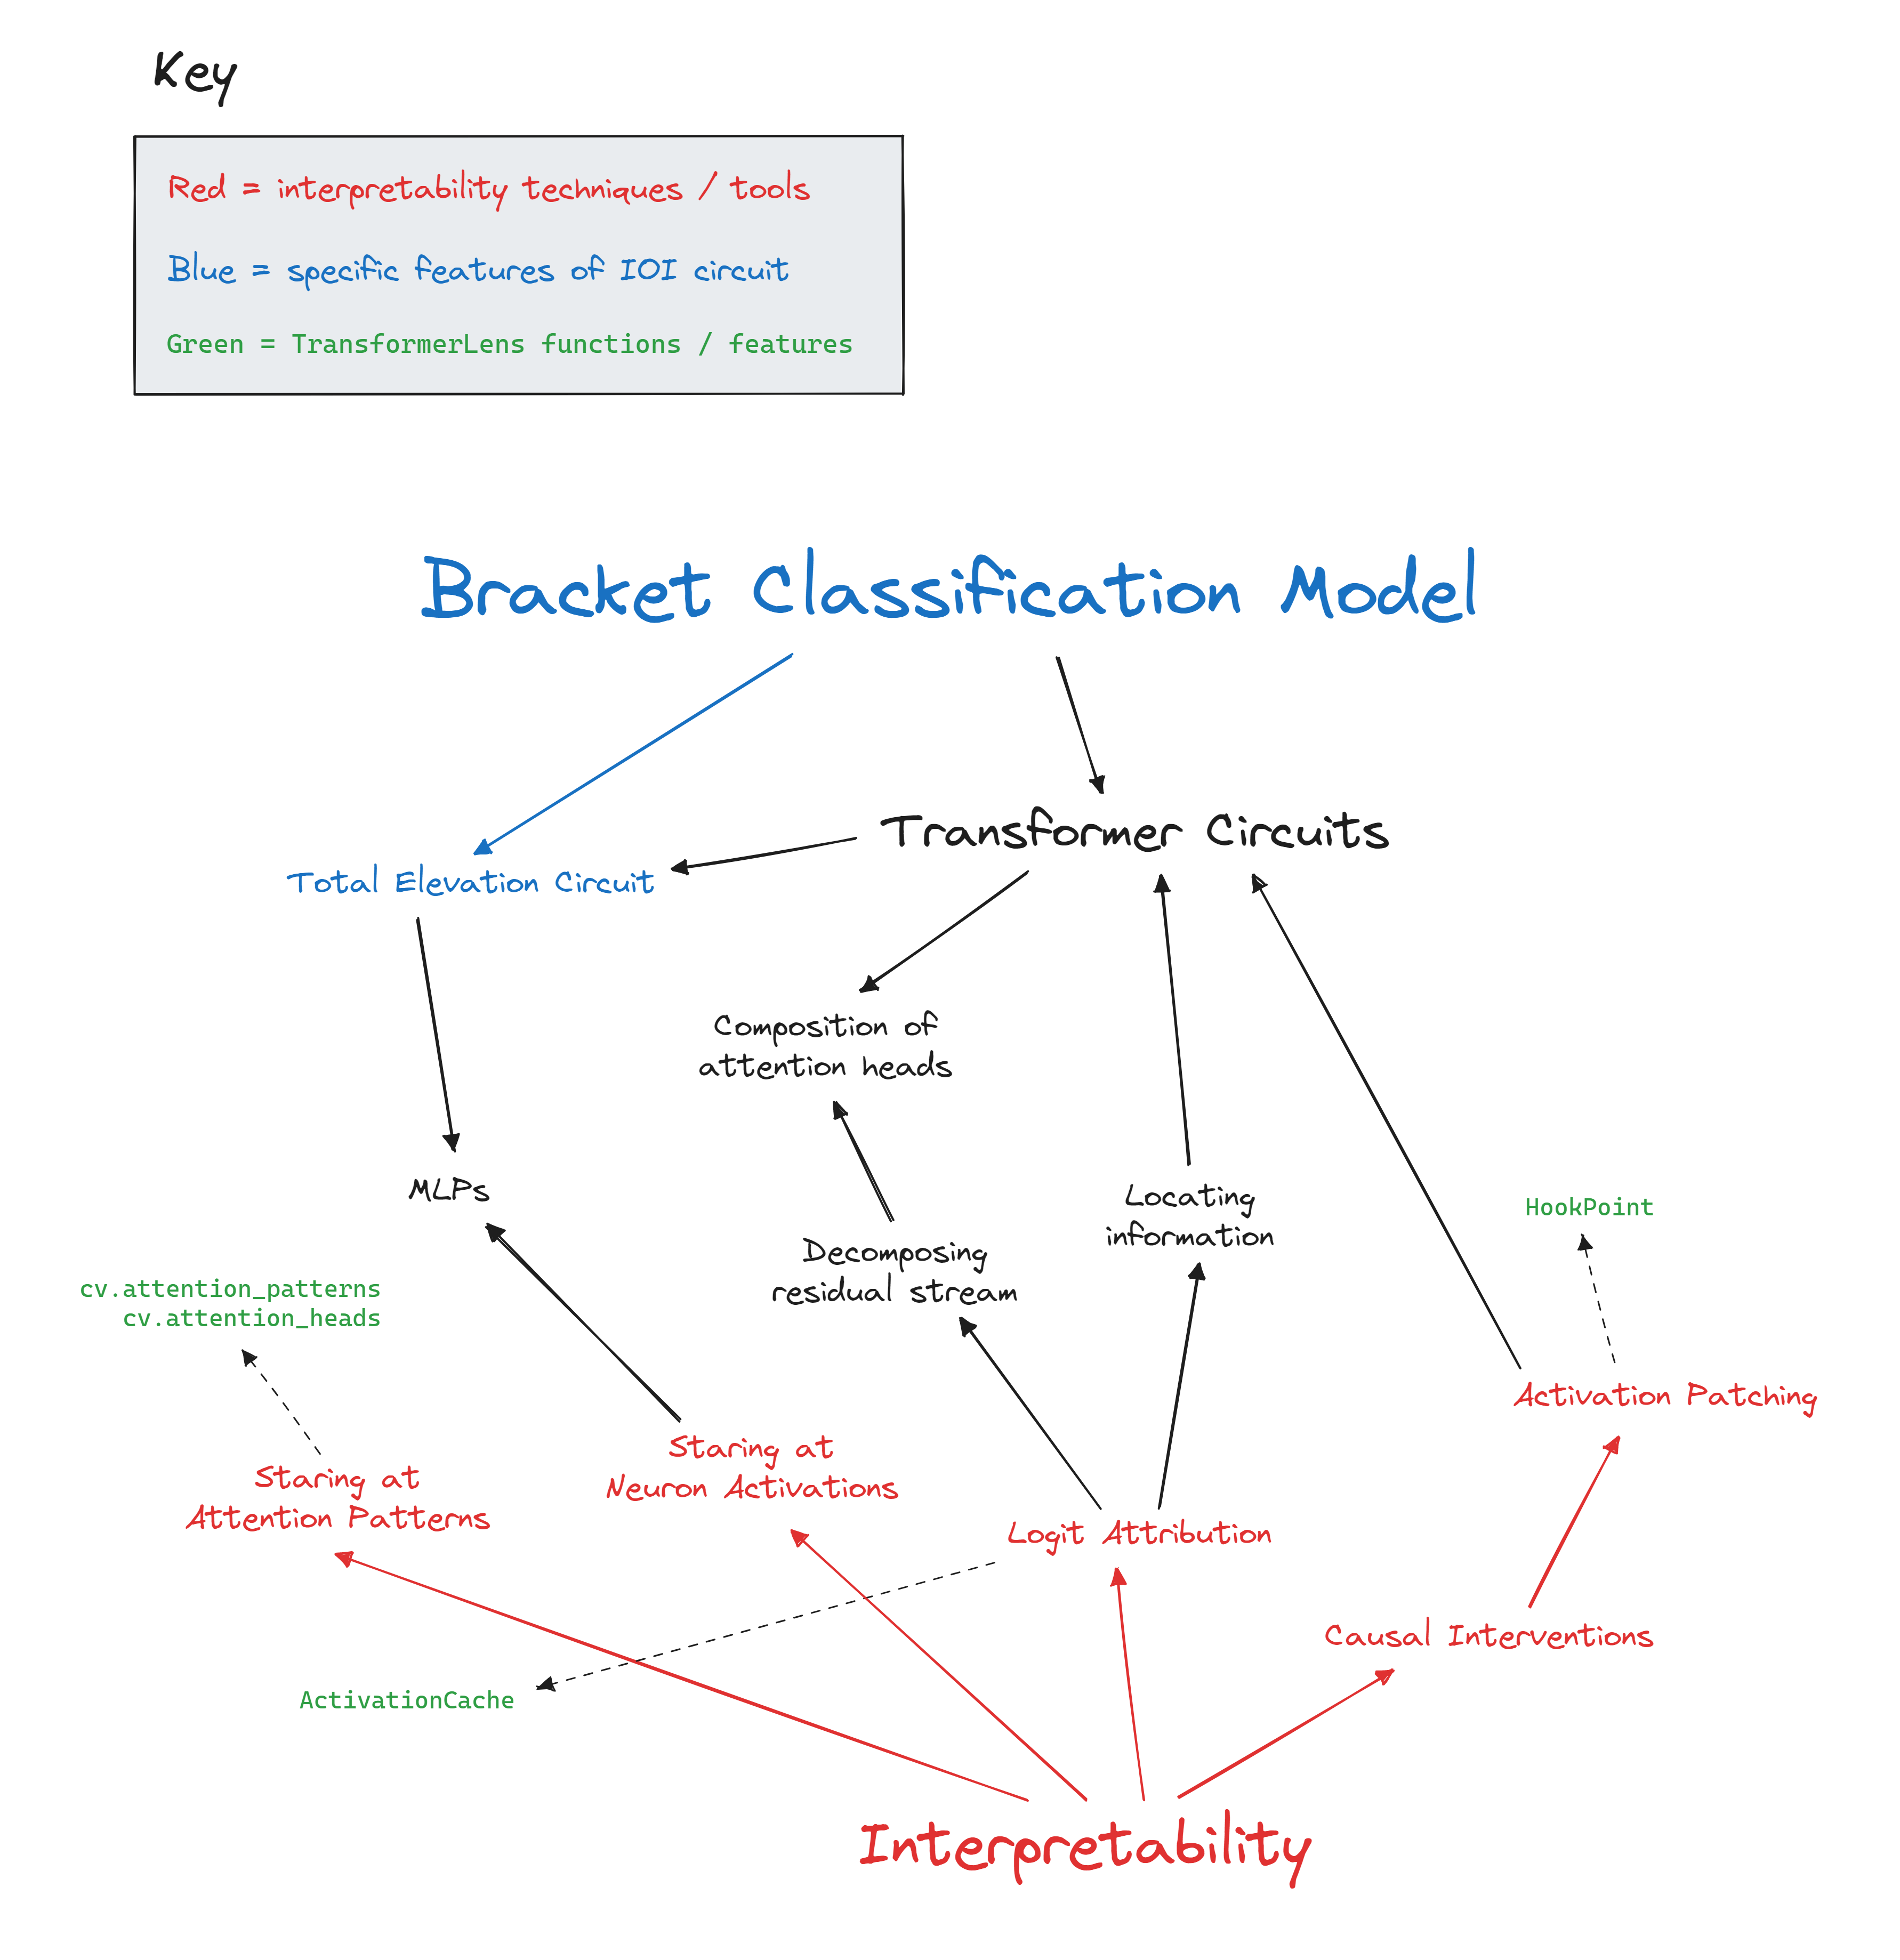 Key
Red = interpretability techniques / tools
Blue = specific features of IOI circuit
Green = TransformerLens functions / features
Bracket Classification Model
Transformer Circuits
Total Elevation Circuit
Composition of
attention heads
MLPs
Locating
information
HookPoint
Decomposing
residual stream
cv.attention_patterns
cv.attention_heads
Activation Patching
Staring at
Neuron Activations
Staring at
Attention Patterns
Logit Attribution
Causal Interventions
ActivationCache
Interpretability